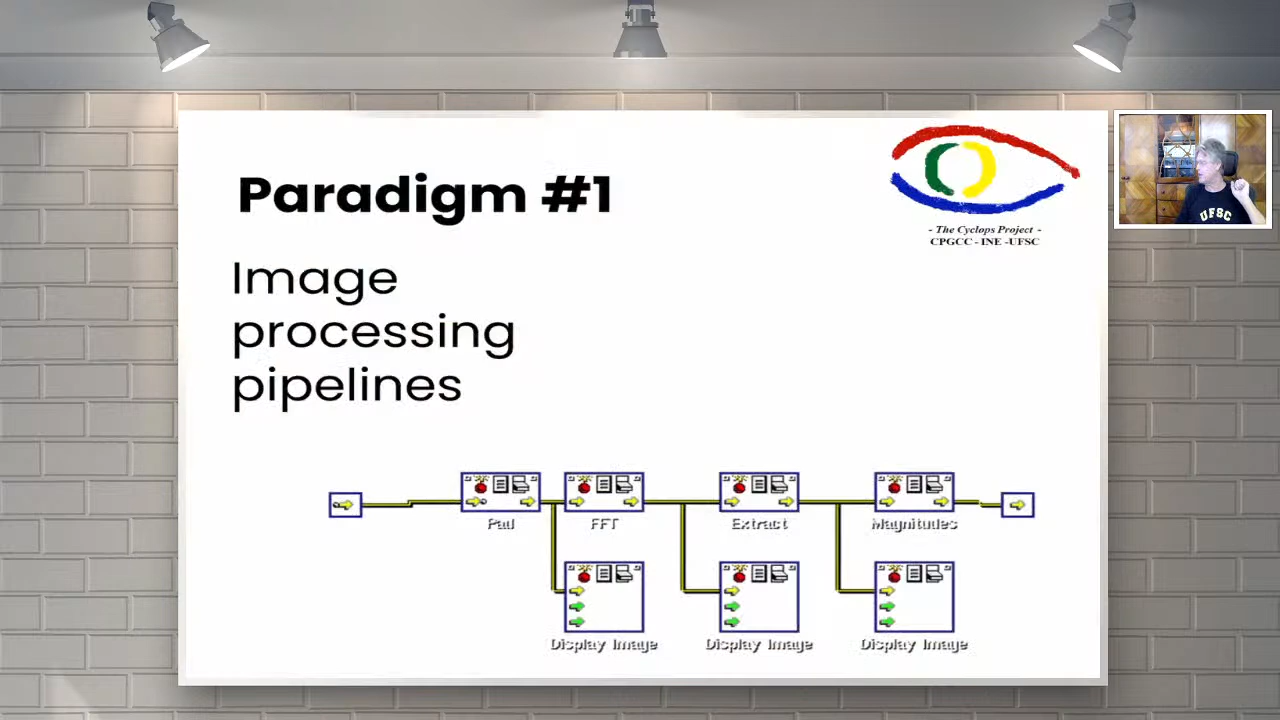 Paradigm #1
Image
processing
pipelines
- The Cyclops Project -
CPGCC - INE -UFSC
UFSC
Pad
FFT
Extract
Magnitudes
Display Image
Display Image
Display Image